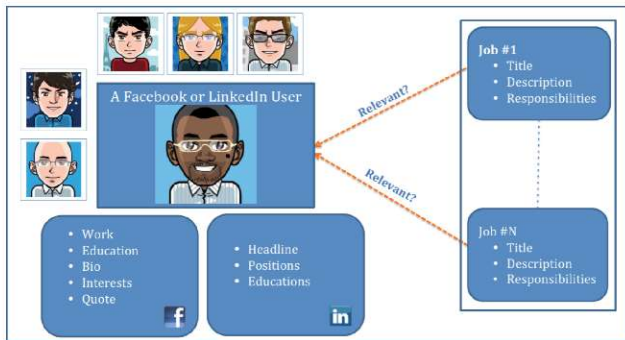 A Facebook or LinkedIn User
Work
Education
Bio
Interests
Quote
f
Headline
Positions
Educations
in
Relevant?
Relevant?
Job #1
Title
Description
Responsibilities
Job #N
Title
Description
Responsibilities